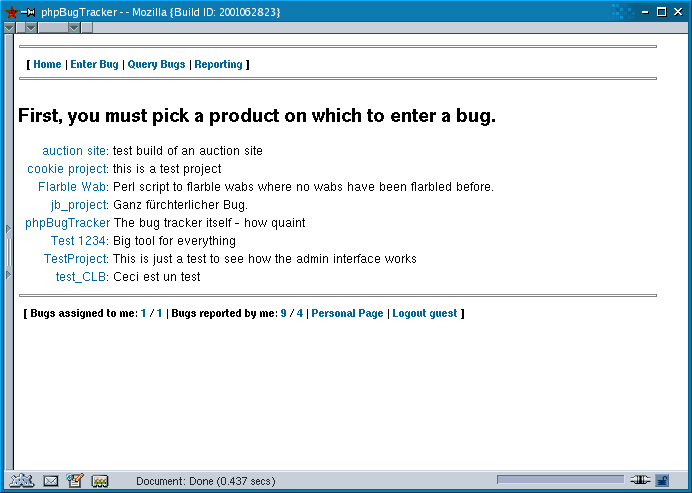 phpBugTracker - - Mozilla {Build ID: 2001062823}
[ Home | Enter Bug | Query Bugs | Reporting ]
First, you must pick a product on which to enter a bug.
auction site: test build of an auction site
cookie project: this is a test project
Flarble Wab: Perl script to flarble wabs where no wabs have been flarbled before.
jb_project: Ganz fürchterlicher Bug.
phpBugTracker The bug tracker itself - how quaint
Test 1234: Big tool for everything
TestProject: This is just a test to see how the admin interface works
test_CLB: Ceci est un test
[ Bugs assigned to me: 1 / 1 | Bugs reported by me: 9 / 4 | Personal Page | Logout guest ]
Document: Done (0.437 secs)